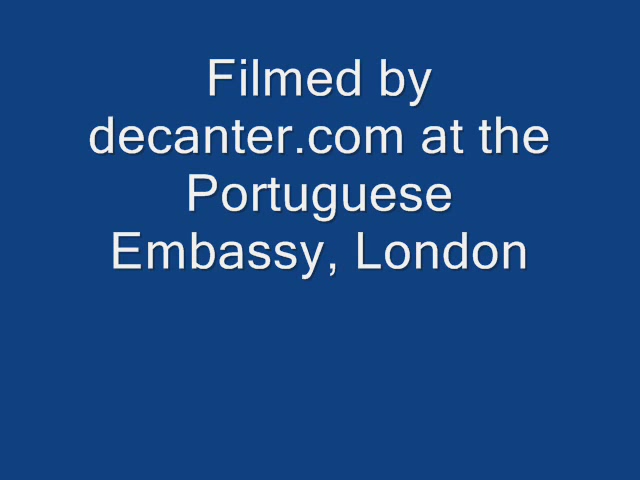 Filmed by
decanter.com at the
Portuguese
Embassy, London